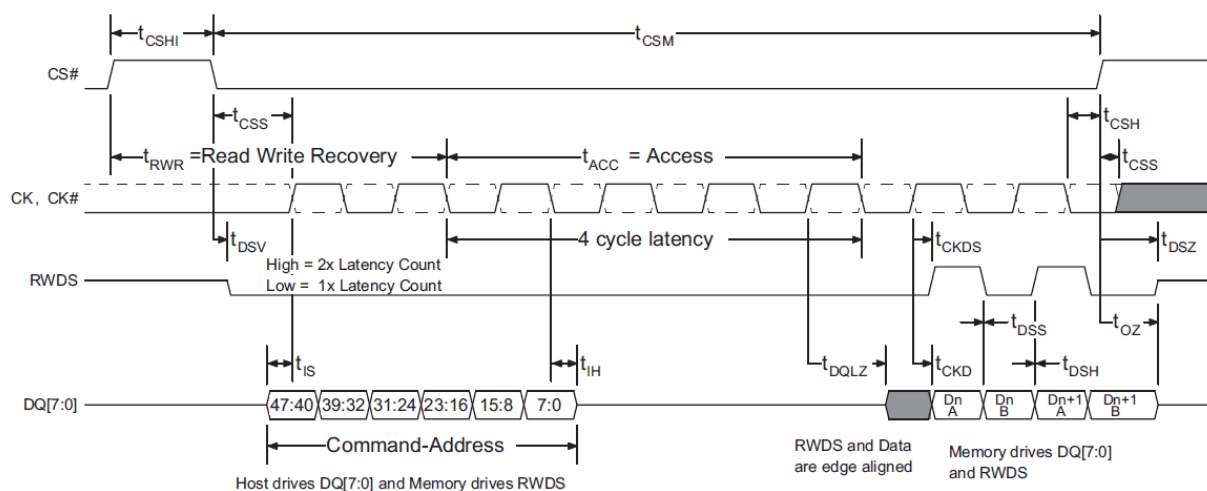 tCSHI
tCSM
CS#
tCSS
tCSH
tRWR =Read Write Recovery
tACC = Access
tCSS
CK, CK#
tDSV
4 cycle latency
tCKDS
tDSZ
High = 2x Latency Count
RWDS
Low = 1x Latency Count
tDSS
tOZ
tIS
tIH
tDQLZ
tCKD
tDSH
DQ[7:0]
47:40
39:32
31:24
23:16
15:8
7:0
Dn
A
Dn
B
Dn+1
A
Dn+1
B
Command-Address
RWDS and Data
are edge aligned
Memory drives DQ[7:0]
and RWDS
Host drives DQ[7:0] and Memory drives RWDS